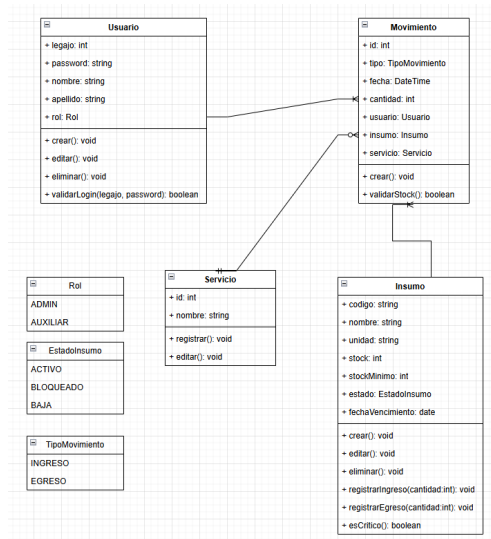 Usuario
+ legajo: int
+ password: string
+ nombre: string
+ apellido: string
+ rol: Rol
+ crear(): void
+ editar(): void
+ eliminar(): void
+ validarLogin(legajo, password): boolean
Movimiento
+ id: int
+ tipo: TipoMovimiento
+ fecha: DateTime
+ cantidad: int
+ usuario: Usuario
+ insumo: Insumo
+ servicio: Servicio
+ crear(): void
+ validarStock(): boolean
Rol
ADMIN
AUXILIAR
EstadoInsumo
ACTIVO
BLOQUEADO
BAJA
TipoMovimiento
INGRESO
EGRESO
Servicio
+ id: int
+ nombre: string
+ registrar(): void
+ editar(): void
Insumo
+ codigo: string
+ nombre: string
+ unidad: string
+ stock: int
+ stockMinimo: int
+ estado: EstadoInsumo
+ fechaVencimiento: date
+ crear(): void
+ editar(): void
+ eliminar(): void
+ registrarIngreso(cantidad:int): void
+ registrarEgreso(cantidad:int): void
+ esCritico(): boolean